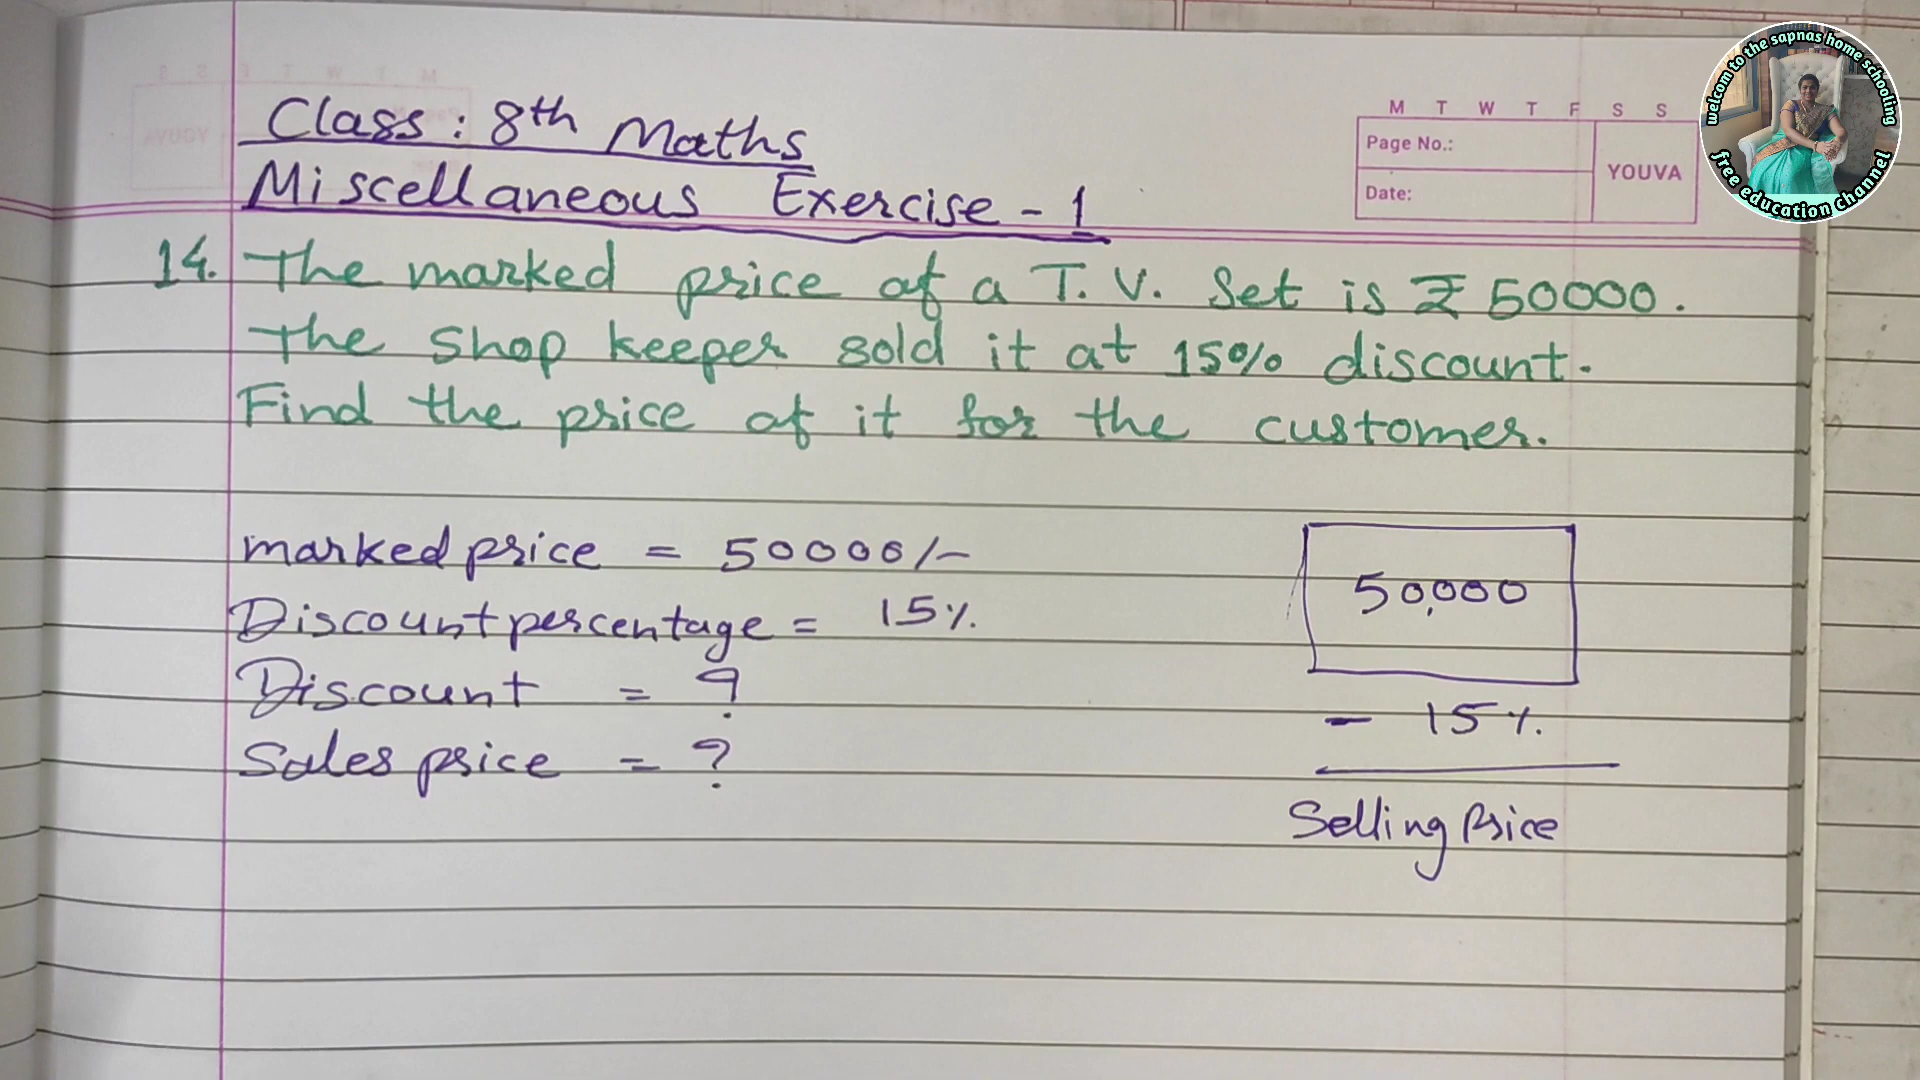 Class: 8th Maths
Miscellaneous Exercise - 1
M T W T F S S
Page No.:
Date:
YOUVA
welcom to the sapnas home schooling
free education channel
14. The marked price of a T.V. Set is ₹ 50000.
The shop keeper sold it at 15% discount.
Find the price of it for the customer.
marked price = 50000/-
Discount percentage = 15%
Discount = ?
Sales price = ?
50,000
- 15%
Selling Price